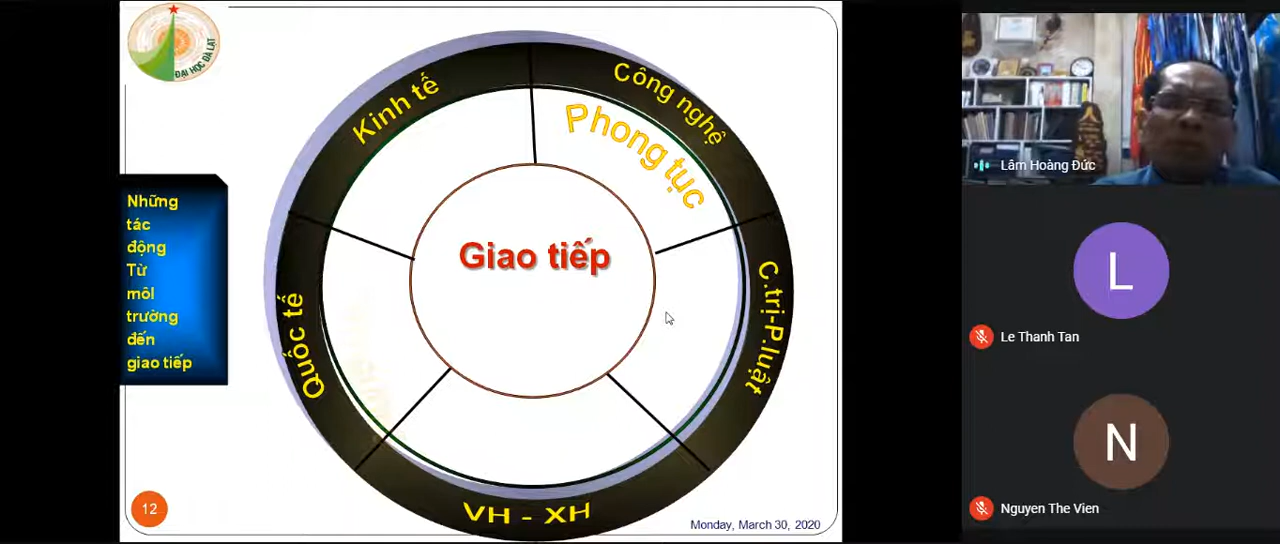 ĐẠI HỌC ĐÀ LẠT
Kinh tế
Công nghệ
Phong tục
Những
tác
động
Từ
môi
trường
đến
giao tiếp
Giao tiếp
Quốc tế
C.trị-P.luật
VH - XH
12
Monday, March 30, 2020
Lâm Hoàng Đức
L
Le Thanh Tan
N
Nguyen The Vien